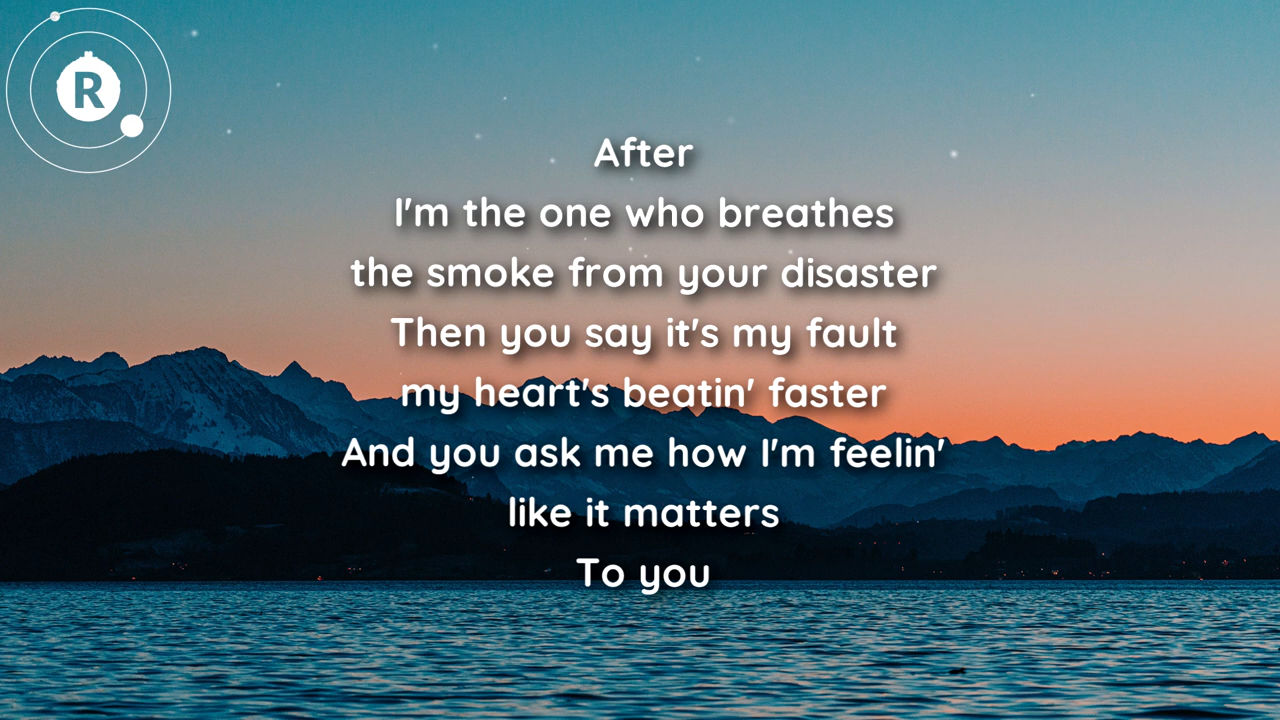 R
After
I'm the one who breathes
the smoke from your disaster
Then you say it's my fault
my heart's beatin' faster
And you ask me how I'm feelin'
like it matters
To you